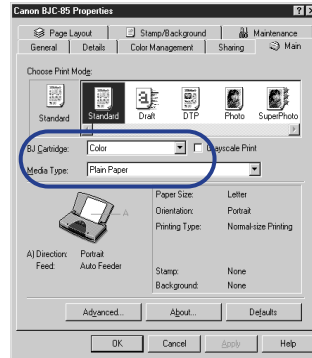 Canon BJC-85 Properties
Page Layout Stamp/Background Maintenance
General Details Color Management Sharing Main
Choose Print Mode:
Standard Standard Draft DTP Photo SuperPhoto
BJ Cartridge: Color Grayscale Print
Media Type: Plain Paper
A
Paper Size: Letter
Orientation: Portrait
Printing Type: Normal-size Printing
A) Direction: Portrait
Feed: Auto Feeder
Stamp: None
Background: None
Advanced... About... Defaults
OK Cancel Apply Help